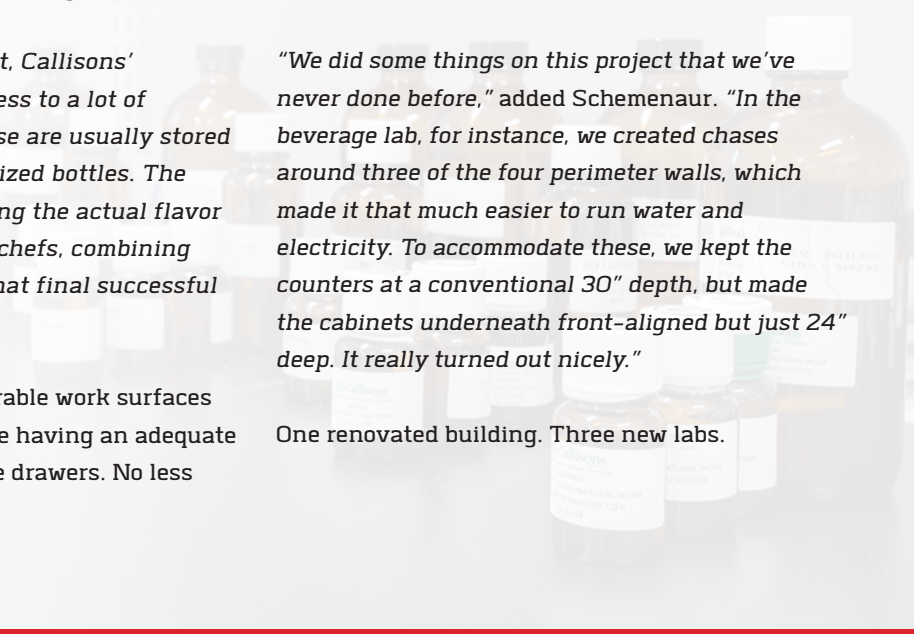 t, Callisons’
ess to a lot of
se are usually stored
ized bottles. The
ng the actual flavor
chefs, combining
hat final successful
rable work surfaces
e having an adequate
e drawers. No less
“We did some things on this project that we’ve
never done before,” added Schemenaur. “In the
beverage lab, for instance, we created chases
around three of the four perimeter walls, which
made it that much easier to run water and
electricity. To accommodate these, we kept the
counters at a conventional 30” depth, but made
the cabinets underneath front-aligned but just 24”
deep. It really turned out nicely.”
One renovated building. Three new labs.
Callisons
Callisons